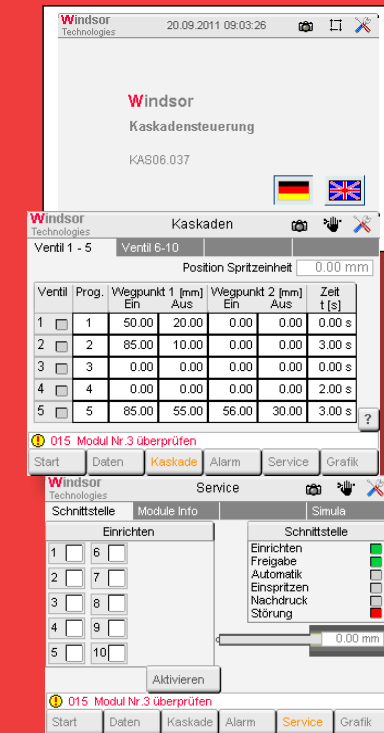 Windsor
Technologies
20.09.2011 09:03:26
Windsor
Kaskadensteuerung
KAS06.037
Windsor
Technologies
Kaskaden
Ventil 1 - 5 Ventil 6-10
Position Spritzeinheit 0.00 mm
Ventil Prog. Wegpunkt 1 [mm] Wegpunkt 2 [mm] Zeit
Ein Aus Ein Aus t [s]
1 1 50.00 20.00 0.00 0.00 0.00 s
2 2 85.00 10.00 0.00 0.00 3.00 s
3 3 0.00 0.00 0.00 0.00 0.00 s
4 4 0.00 0.00 0.00 0.00 2.00 s
5 5 85.00 55.00 56.00 30.00 3.00 s
?
015 Modul Nr.3 überprüfen
Start Daten Kaskade Alarm Service Grafik
Windsor
Technologies
Service
Schnittstelle Module Info Simula
Einrichten
1 6
2 7
3 8
4 9
5 10
Aktivieren
Schnittstelle
Einrichten
Freigabe
Automatik
Einspritzen
Nachdruck
Störung
0.00 mm
015 Modul Nr.3 überprüfen
Start Daten Kaskade Alarm Service Grafik